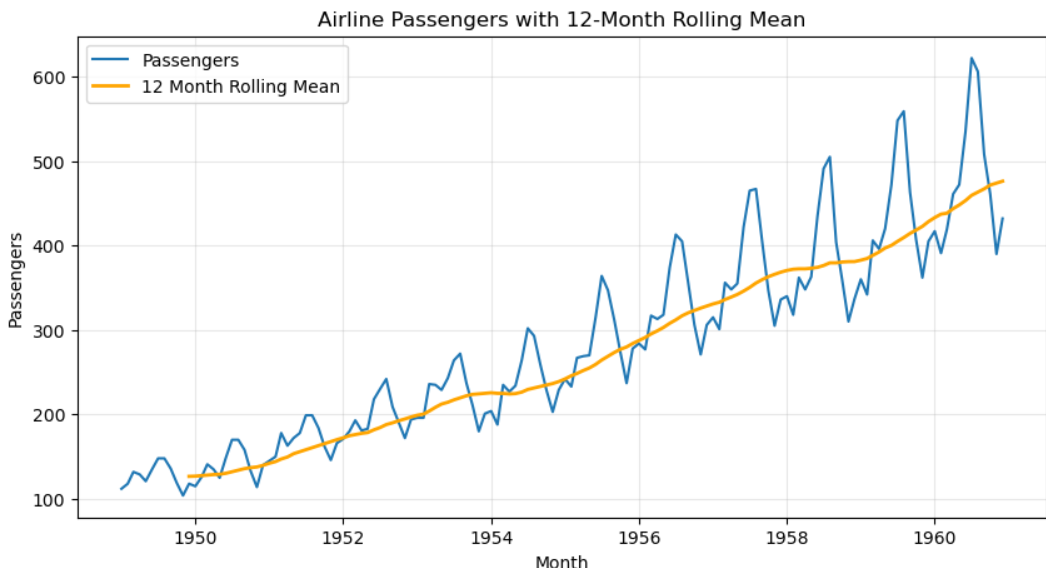 Airline Passengers with 12-Month Rolling Mean
Passengers
12 Month Rolling Mean
600
500
400
300
200
100
Passengers
1950 1952 1954 1956 1958 1960
Month